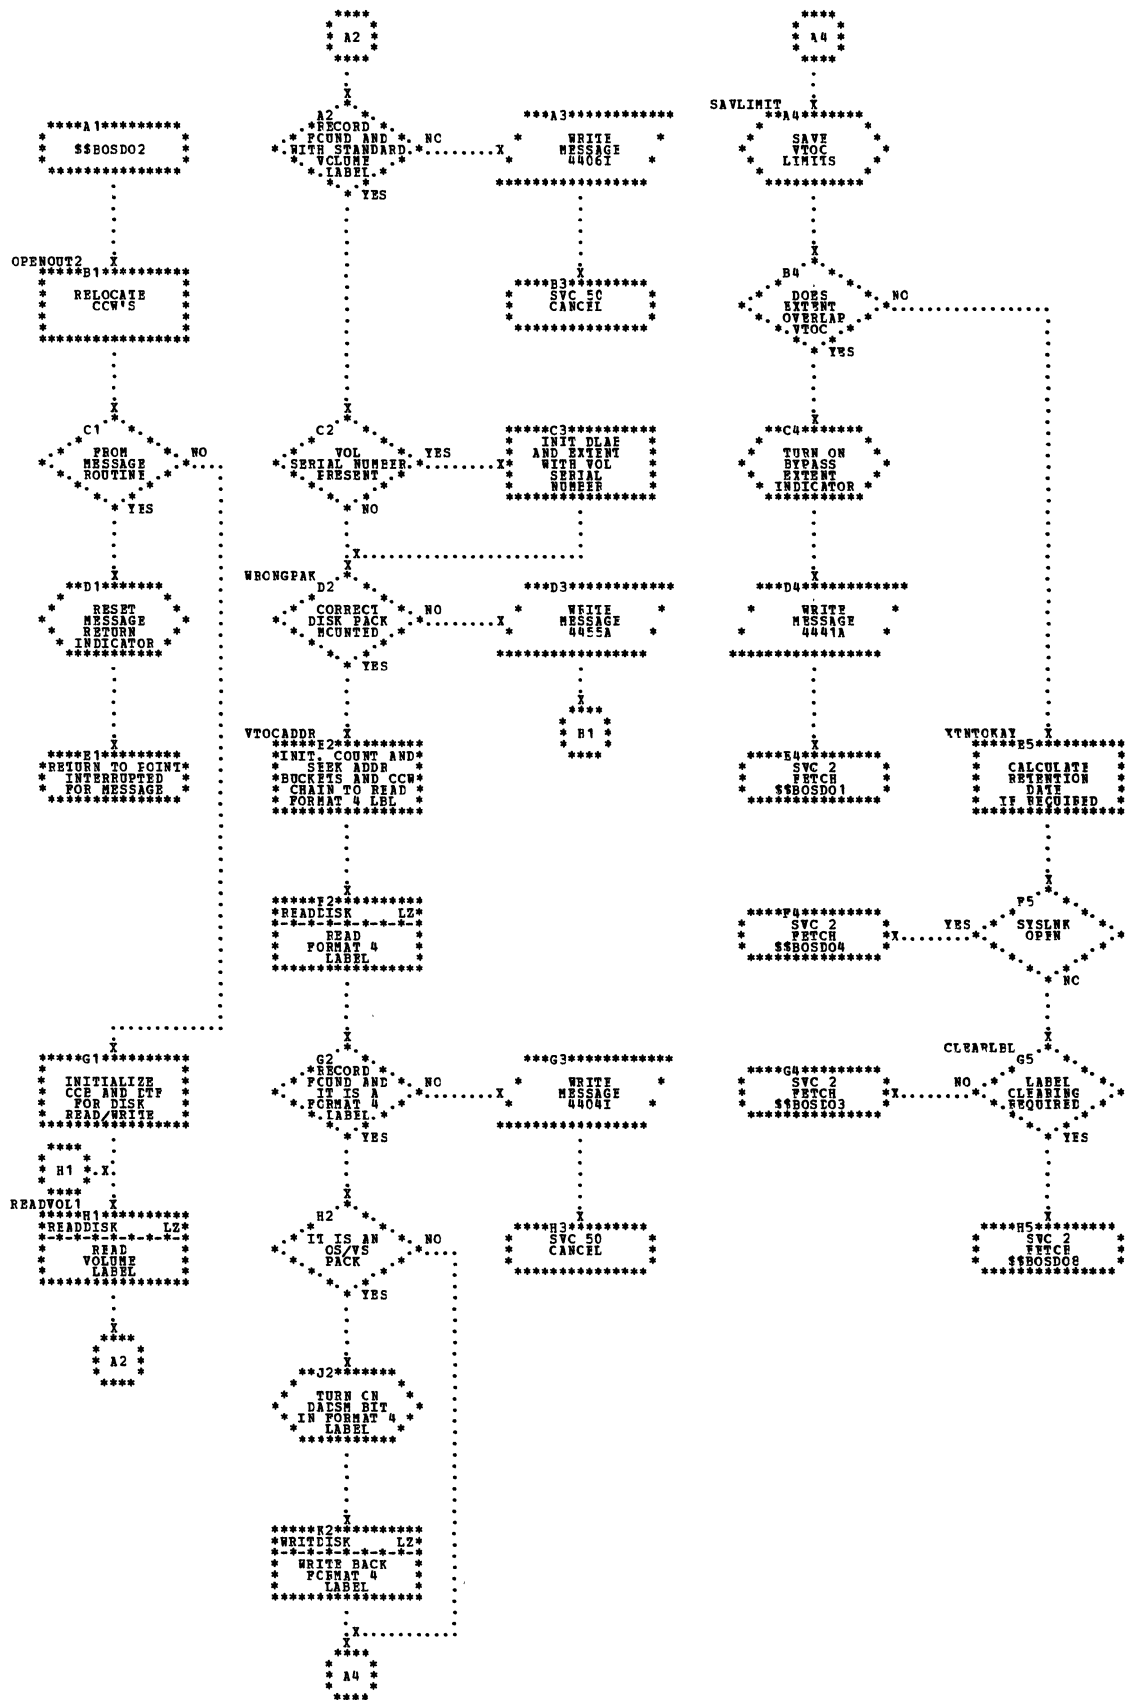 A2
A4
A1
$$BOSDO2
OPENOUT2
B1
RELOCATE
CCW'S
C1
FROM
MESSAGE
ROUTINE
NO
YES
D1
RESET
MESSAGE
RETURN
INDICATOR
E1
RETURN TO POINT
INTERRUPTED
FOR MESSAGE
G1
INITIALIZE
CCB AND DTF
FOR DISK
READ/WRITE
H1
READVOL1
H1
READDISK LZ
READ
VOLUME
LABEL
A2
A2
RECORD
FOUND AND
WITH STANDARD
VOLUME
LABEL
NO
YES
A3
WRITE
MESSAGE
4406I
B3
SVC 50
CANCEL
C2
VOL
SERIAL NUMBER
PRESENT
YES
NO
C3
INIT DLAB
AND EXTENT
WITH VOL
SERIAL
NUMBER
WRONGPAK
D2
CORRECT
DISK PACK
MOUNTED
NO
YES
D3
WRITE
MESSAGE
4455A
H1
VTOCADDR
E2
INIT. COUNT AND
SEEK ADDR
BUCKETS AND CCW
CHAIN TO READ
FORMAT 4 LBL
F2
READDISK LZ
READ
FORMAT 4
LABEL
G2
RECORD
FOUND AND
IT IS A
FORMAT 4
LABEL
NO
YES
G3
WRITE
MESSAGE
4404I
H3
SVC 50
CANCEL
H2
IT IS AN
OS/VS
PACK
NO
YES
J2
TURN ON
DADSM BIT
IN FORMAT 4
LABEL
K2
WRITDISK LZ
WRITE BACK
FORMAT 4
LABEL
A4
SAVLIMIT
A4
SAVE
VTOC
LIMITS
B4
DOES
EXTENT
OVERLAP
VTOC
NO
YES
C4
TURN ON
BYPASS
EXTENT
INDICATOR
D4
WRITE
MESSAGE
4441A
E4
SVC 2
FETCH
$$BOSDO1
XTNTOKAY
E5
CALCULATE
RETENTION
DATE
IF REQUIRED
F5
SYSLNK
OPEN
YES
NO
F4
SVC 2
FETCH
$$BOSDO4
CLEARLBL
G5
LABEL
CLEARING
REQUIRED
NO
YES
G4
SVC 2
FETCH
$$BOSDO3
H5
SVC 2
FETCH
$$BOSDO8